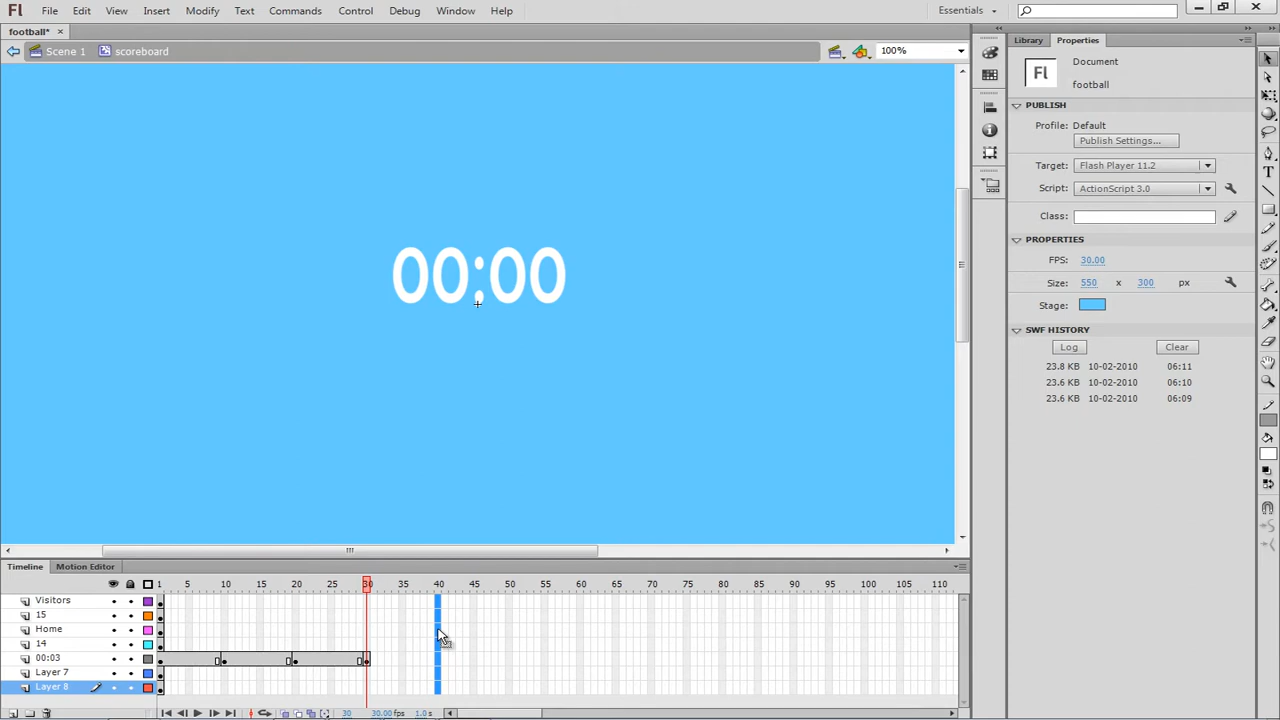 Fl File Edit View Insert Modify Text Commands Control Debug Window Help Essentials
football* ×
Scene 1 scoreboard 100%
Library Properties
Fl Document
football
PUBLISH
Profile: Default
Publish Settings...
Target: Flash Player 11.2
Script: ActionScript 3.0
Class:
PROPERTIES
FPS: 30.00
Size: 550 x 300 px
Stage:
SWF HISTORY
Log Clear
23.8 KB 10-02-2010 06:11
23.6 KB 10-02-2010 06:10
23.6 KB 10-02-2010 06:09
00:00
Timeline Motion Editor
1 5 10 15 20 25 30 35 40 45 50 55 60 65 70 75 80 85 90 95 100 105 110
Visitors
15
Home
14
00:03
Layer 7
Layer 8
30 30.00 fps 1.0 s